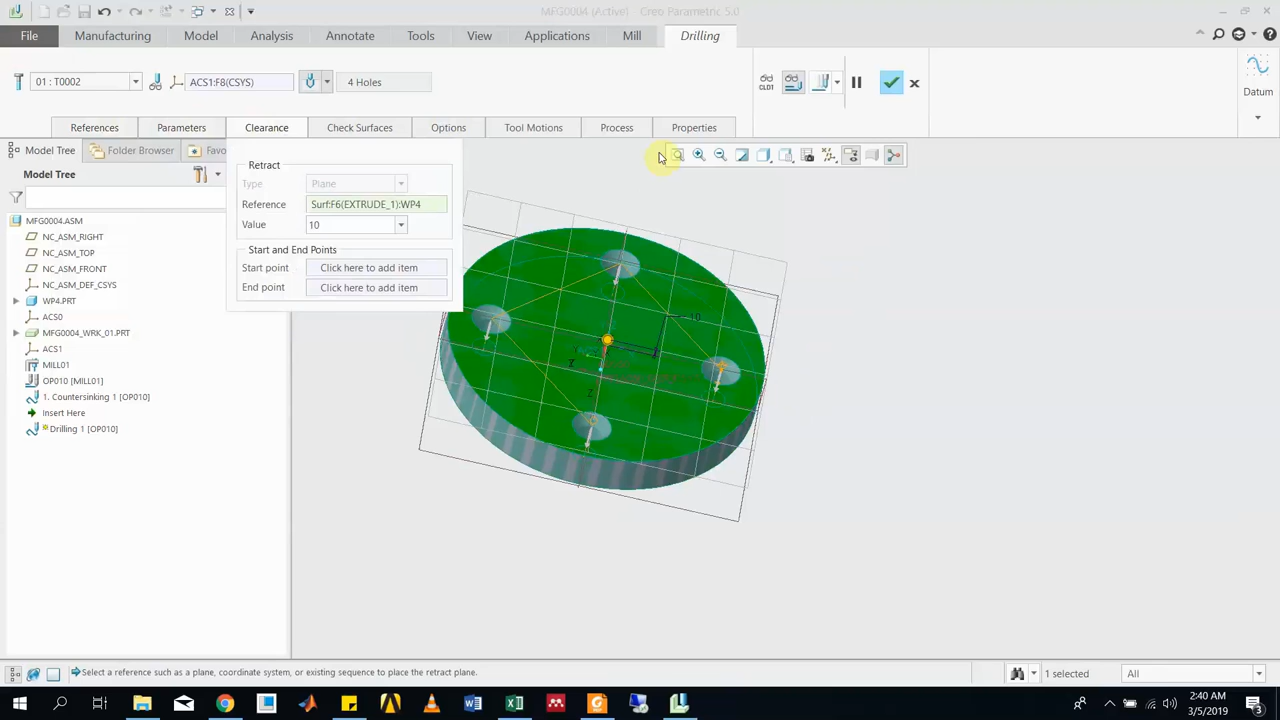 MFG0004 (Active) - Creo Parametric 5.0
File Manufacturing Model Analysis Annotate Tools View Applications Mill Drilling
01 : T0002 ACS1:F8(CSYS) 4 Holes
Datum
References Parameters Clearance Check Surfaces Options Tool Motions Process Properties
Model Tree Folder Browser Favo
Model Tree
MFG0004.ASM
NC_ASM_RIGHT
NC_ASM_TOP
NC_ASM_FRONT
NC_ASM_DEF_CSYS
WP4.PRT
ACS0
MFG0004_WRK_01.PRT
ACS1
MILL01
OP010 [MILL01]
1. Countersinking 1 [OP010]
Insert Here
Drilling 1 [OP010]
Retract
Type Plane
Reference Surf:F6(EXTRUDE_1):WP4
Value 10
Start and End Points
Start point Click here to add item
End point Click here to add item
10
Z
Z
Select a reference such as a plane, coordinate system, or existing sequence to place the retract plane.
1 selected All
2:40 AM
3/5/2019
3